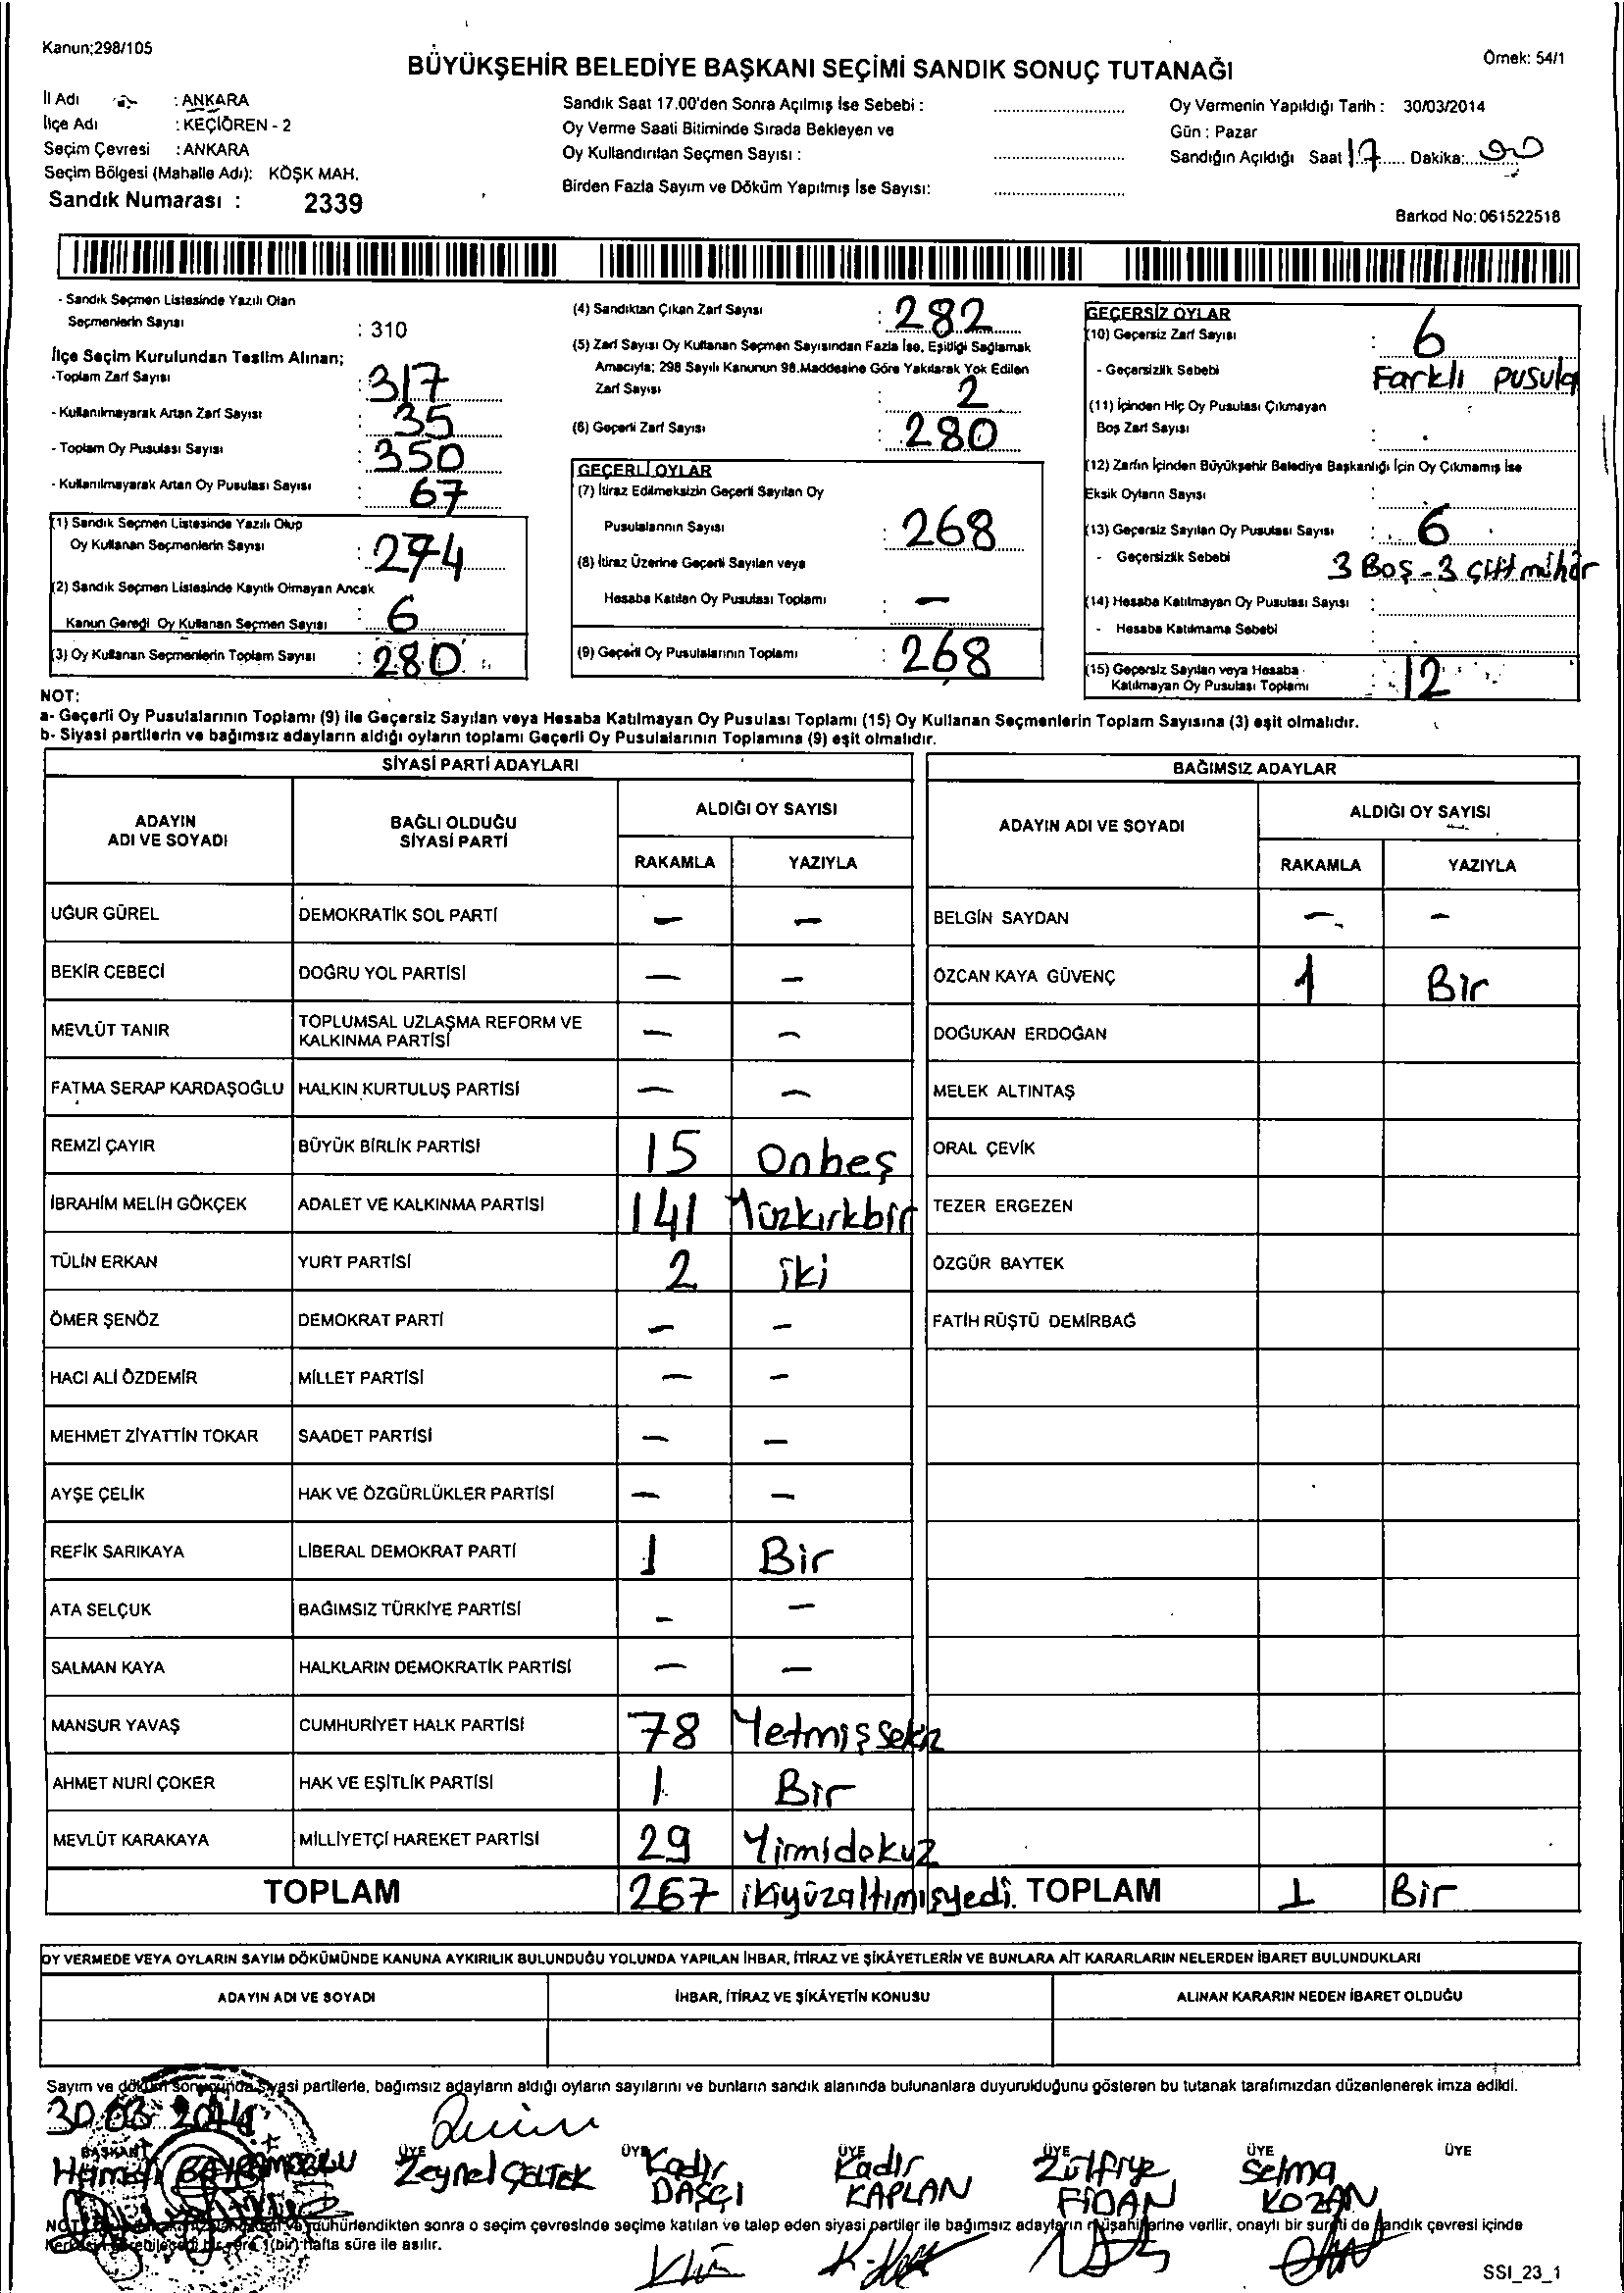 Kanun;298/105
Örnek: 54/1
BÜYÜKŞEHİR BELEDİYE BAŞKANI SEÇİMİ SANDIK SONUÇ TUTANAĞI
İl Adı : ANKARA
İlçe Adı : KEÇİÖREN - 2
Seçim Çevresi : ANKARA
Seçim Bölgesi (Mahalle Adı): KÖŞK MAH.
Sandık Numarası : 2339
Sandık Saat 17.00'den Sonra Açılmış İse Sebebi :
Oy Verme Saati Bitiminde Sırada Bekleyen ve
Oy Kullandırılan Seçmen Sayısı :
Birden Fazla Sayım ve Döküm Yapılmış İse Sayısı:
Oy Vermenin Yapıldığı Tarih : 30/03/2014
Gün : Pazar
Sandığın Açıldığı Saat 17 Dakika:
Barkod No:061522518
- Sandık Seçmen Listesinde Yazılı Olan
Seçmenlerin Sayısı : 310
İlçe Seçim Kurulundan Teslim Alınan;
-Toplam Zarf Sayısı : 317
- Kullanılmayarak Artan Zarf Sayısı : 35
- Toplam Oy Pusulası Sayısı : 350
- Kullanılmayarak Artan Oy Pusulası Sayısı : 67
(1) Sandık Seçmen Listesinde Yazılı Olup
Oy Kullanan Seçmenlerin Sayısı : 274
(2) Sandık Seçmen Listesinde Kayıtlı Olmayan Ancak
Kanun Gereği Oy Kullanan Seçmen Sayısı : 6
(3) Oy Kullanan Seçmenlerin Toplam Sayısı : 280
(4) Sandıktan Çıkan Zarf Sayısı : 282
(5) Zarf Sayısı Oy Kullanan Seçmen Sayısından Fazla İse, Eşitliği Sağlamak
Amacıyla; 298 Sayılı Kanunun 98.Maddesine Göre Yakılarak Yok Edilen
Zarf Sayısı : 2
(6) Geçerli Zarf Sayısı : 280
GEÇERLİ OYLAR
(7) İtiraz Edilmeksizin Geçerli Sayılan Oy
Pusulalarının Sayısı : 268
(8) İtiraz Üzerine Geçerli Sayılan veya
Hesaba Katılan Oy Pusulası Toplamı : —
(9) Geçerli Oy Pusulalarının Toplamı : 268
GEÇERSİZ OYLAR
(10) Geçersiz Zarf Sayısı : 6
- Geçersizlik Sebebi Farklı pusula
(11) İçinden Hiç Oy Pusulası Çıkmayan
Boş Zarf Sayısı :
(12) Zarfın İçinden Büyükşehir Belediye Başkanlığı İçin Oy Çıkmamış İse
Eksik Oyların Sayısı :
(13) Geçersiz Sayılan Oy Pusulası Sayısı : 6
- Geçersizlik Sebebi 3 Boş - 3 çift mühür
(14) Hesaba Katılmayan Oy Pusulası Sayısı :
- Hesaba Katılmama Sebebi :
(15) Geçersiz Sayılan veya Hesaba
Katılmayan Oy Pusulası Toplamı : 12
NOT:
a- Geçerli Oy Pusulalarının Toplamı (9) ile Geçersiz Sayılan veya Hesaba Katılmayan Oy Pusulası Toplamı (15) Oy Kullanan Seçmenlerin Toplam Sayısına (3) eşit olmalıdır.
b- Siyasi partilerin ve bağımsız adayların aldığı oyların toplamı Geçerli Oy Pusulalarının Toplamına (9) eşit olmalıdır.
SİYASİ PARTİ ADAYLARI
ADAYIN ADI VE SOYADI
BAĞLI OLDUĞU SİYASİ PARTİ
ALDIĞI OY SAYISI
RAKAMLA YAZIYLA
UĞUR GÜREL DEMOKRATİK SOL PARTİ — —
BEKİR CEBECİ DOĞRU YOL PARTİSİ — —
MEVLÜT TANIR TOPLUMSAL UZLAŞMA REFORM VE KALKINMA PARTİSİ — —
FATMA SERAP KARDAŞOĞLU HALKIN KURTULUŞ PARTİSİ — —
REMZİ ÇAYIR BÜYÜK BİRLİK PARTİSİ 15 Onbeş
İBRAHİM MELİH GÖKÇEK ADALET VE KALKINMA PARTİSİ 141 Yüzkırkbir
TÜLİN ERKAN YURT PARTİSİ 2 iki
ÖMER ŞENÖZ DEMOKRAT PARTİ — —
HACI ALİ ÖZDEMİR MİLLET PARTİSİ — —
MEHMET ZİYATTİN TOKAR SAADET PARTİSİ — —
AYŞE ÇELİK HAK VE ÖZGÜRLÜKLER PARTİSİ — —
REFİK SARIKAYA LİBERAL DEMOKRAT PARTİ 1 Bir
ATA SELÇUK BAĞIMSIZ TÜRKİYE PARTİSİ — —
SALMAN KAYA HALKLARIN DEMOKRATİK PARTİSİ — —
MANSUR YAVAŞ CUMHURİYET HALK PARTİSİ 78 Yetmişsekiz
AHMET NURİ ÇOKER HAK VE EŞİTLİK PARTİSİ 1 Bir
MEVLÜT KARAKAYA MİLLİYETÇİ HAREKET PARTİSİ 29 Yirmidokuz
TOPLAM 267 ikiyüzaltımışyedi.
BAĞIMSIZ ADAYLAR
ADAYIN ADI VE SOYADI
ALDIĞI OY SAYISI
RAKAMLA YAZIYLA
BELGİN SAYDAN — —
ÖZCAN KAYA GÜVENÇ 1 Bir
DOĞUKAN ERDOĞAN
MELEK ALTINTAŞ
ORAL ÇEVİK
TEZER ERGEZEN
ÖZGÜR BAYTEK
FATİH RÜŞTÜ DEMİRBAĞ
TOPLAM 1 Bir
OY VERMEDE VEYA OYLARIN SAYIM DÖKÜMÜNDE KANUNA AYKIRILIK BULUNDUĞU YOLUNDA YAPILAN İHBAR, İTİRAZ VE ŞİKÂYETLERİN VE BUNLARA AİT KARARLARIN NELERDEN İBARET BULUNDUKLARI
ADAYIN ADI VE SOYADI İHBAR, İTİRAZ VE ŞİKÂYETİN KONUSU ALINAN KARARIN NEDEN İBARET OLDUĞU
Sayım ve döküm sonucunda siyasi partilerle, bağımsız adayların aldığı oyların sayılarını ve bunların sandık alanında bulunanlara duyurulduğunu gösteren bu tutanak tarafımızdan düzenlenerek imza edildi.
30.03.2014
BAŞKAN ÜYE ÜYE ÜYE ÜYE ÜYE ÜYE
Zeynel Kadir DAŞÇI Kadir KAPLAN Zülfiye FİDAN Selma KOZAN
mühürlendikten sonra o seçim çevresinde seçime katılan ve talep eden siyasi partiler ile bağımsız adayların müşahitlerine verilir, onaylı bir sureti de sandık çevresi içinde
1(bir) hafta süre ile asılır.
SSI_23_1